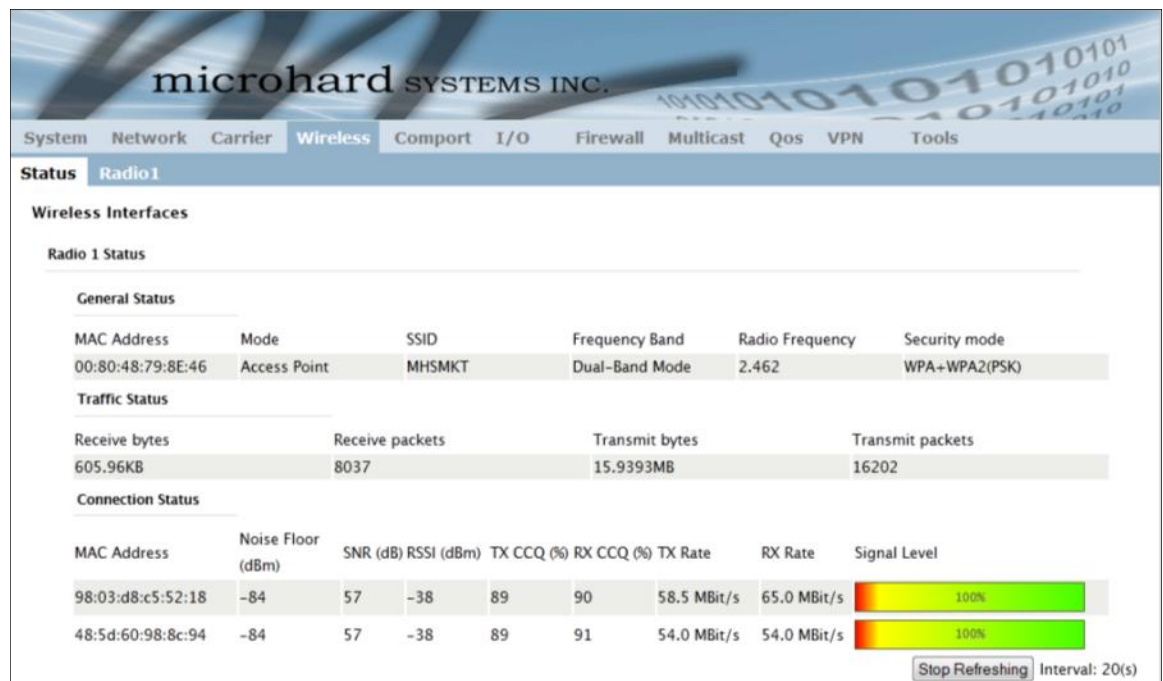 microhard SYSTEMS INC.
System Network Carrier Wireless Comport I/O Firewall Multicast Qos VPN Tools
Status Radio1
Wireless Interfaces
Radio 1 Status
General Status
MAC Address Mode SSID Frequency Band Radio Frequency Security mode
00:80:48:79:8E:46 Access Point MHSMKT Dual-Band Mode 2.462 WPA+WPA2(PSK)
Traffic Status
Receive bytes Receive packets Transmit bytes Transmit packets
605.96KB 8037 15.9393MB 16202
Connection Status
MAC Address Noise Floor (dBm) SNR (dB) RSSI (dBm) TX CCQ (%) RX CCQ (%) TX Rate RX Rate Signal Level
98:03:d8:c5:52:18 -84 57 -38 89 90 58.5 MBit/s 65.0 MBit/s 100%
48:5d:60:98:8c:94 -84 57 -38 89 91 54.0 MBit/s 54.0 MBit/s 100%
Stop Refreshing Interval: 20(s)